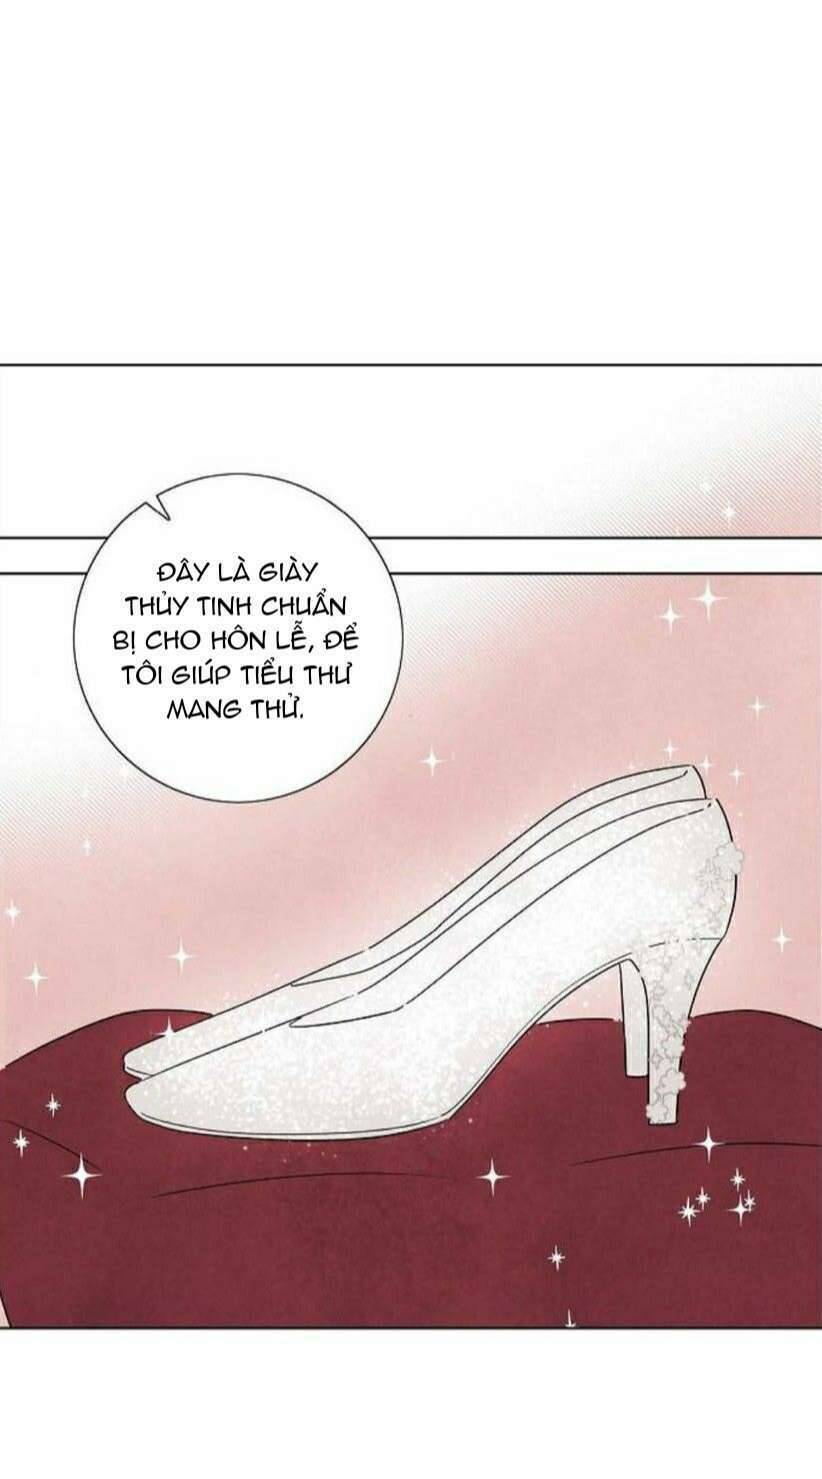 ĐÂY LÀ GIÀY
THỦY TINH CHUẨN
BỊ CHO HÔN LỄ, ĐỂ
TÔI GIÚP TIỂU THƯ
MANG THỬ.